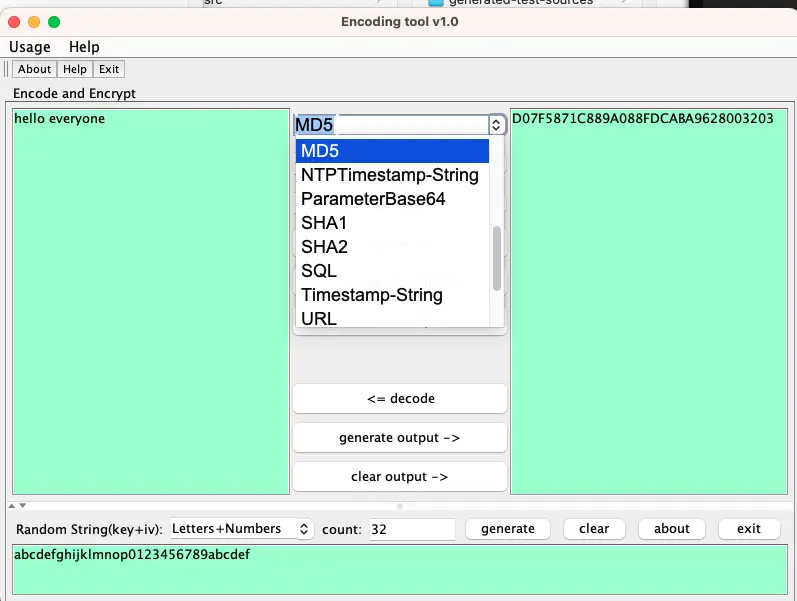 src
generated-test-sources
Encoding tool v1.0
Usage Help
About Help Exit
Encode and Encrypt
hello everyone
MD5
D07F5871C889A088FDCABA9628003203
MD5
NTPTimestamp-String
ParameterBase64
SHA1
SHA2
SQL
Timestamp-String
URL
<= decode
generate output ->
clear output ->
Random String(key+iv): Letters+Numbers count: 32 generate clear about exit
abcdefghijklmnop0123456789abcdef